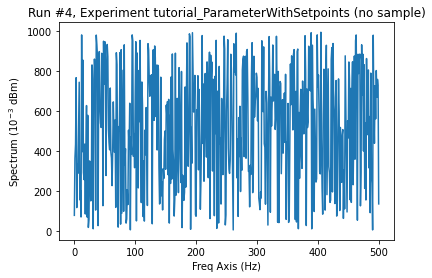 Run #4, Experiment tutorial_ParameterWithSetpoints (no sample)
Spectrum (10⁻³ dBm)
1000
800
600
400
200
0
0 100 200 300 400 500
Freq Axis (Hz)